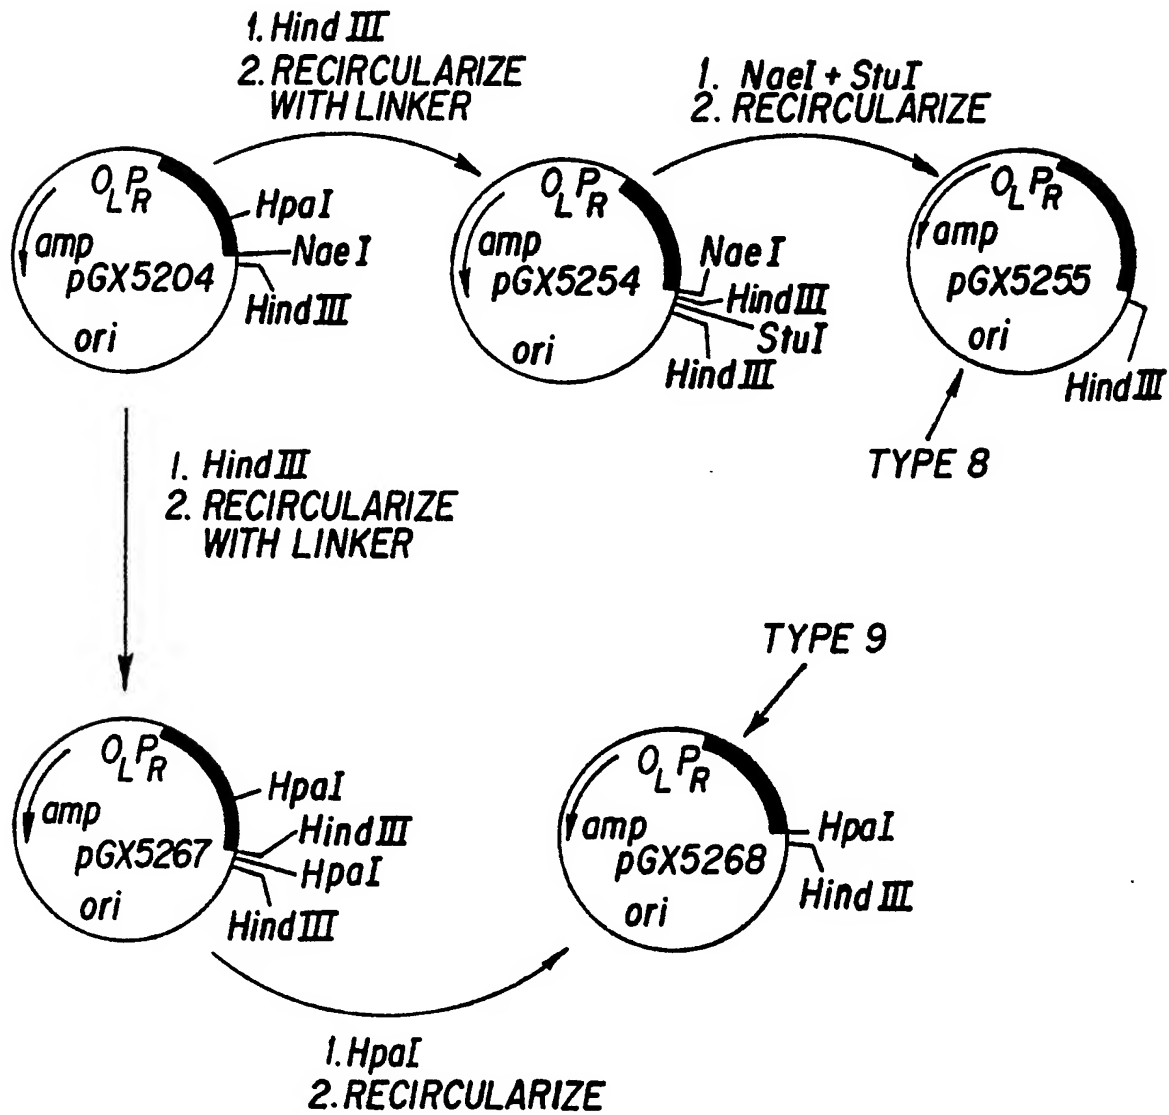 1. Hind III
2. RECIRCULARIZE
WITH LINKER
1. NaeI + StuI
2. RECIRCULARIZE
OLPR
HpaI
amp
NaeI
pGX5204
HindIII
ori
OLPR
amp
NaeI
pGX5254
HindIII
StuI
ori
HindIII
OLPR
amp
pGX5255
ori
HindIII
TYPE 8
1. HindIII
2. RECIRCULARIZE
WITH LINKER
TYPE 9
OLPR
HpaI
amp
HindIII
pGX5267
HpaI
ori
HindIII
OLPR
amp
HpaI
pGX5268
HindIII
ori
1. HpaI
2. RECIRCULARIZE